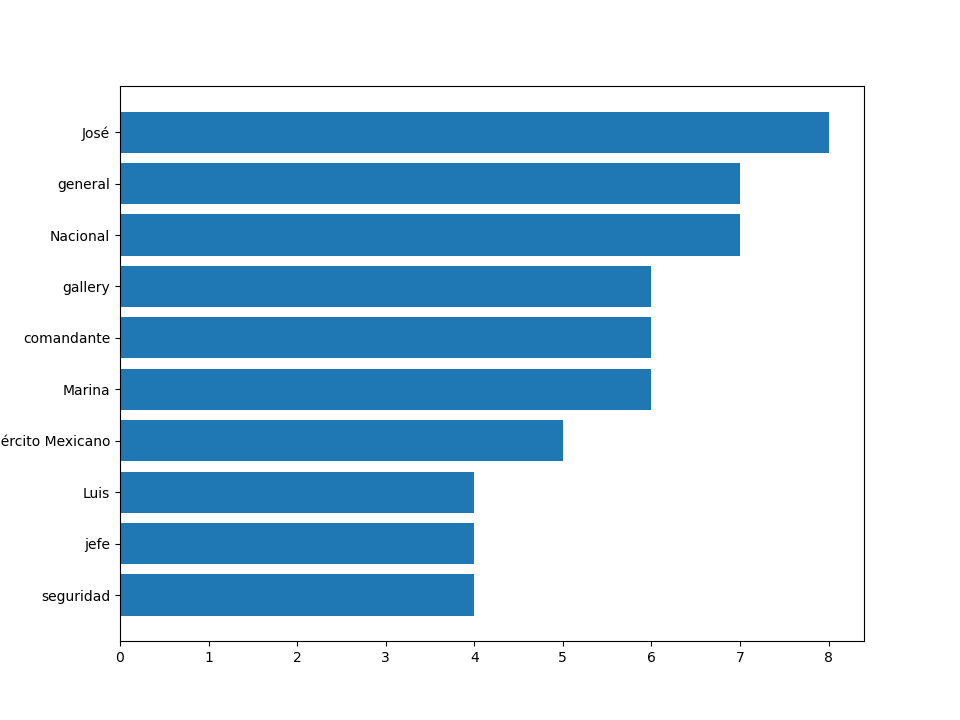 José
general
Nacional
gallery
comandante
Marina
ército Mexicano
Luis
jefe
seguridad
0 1 2 3 4 5 6 7 8